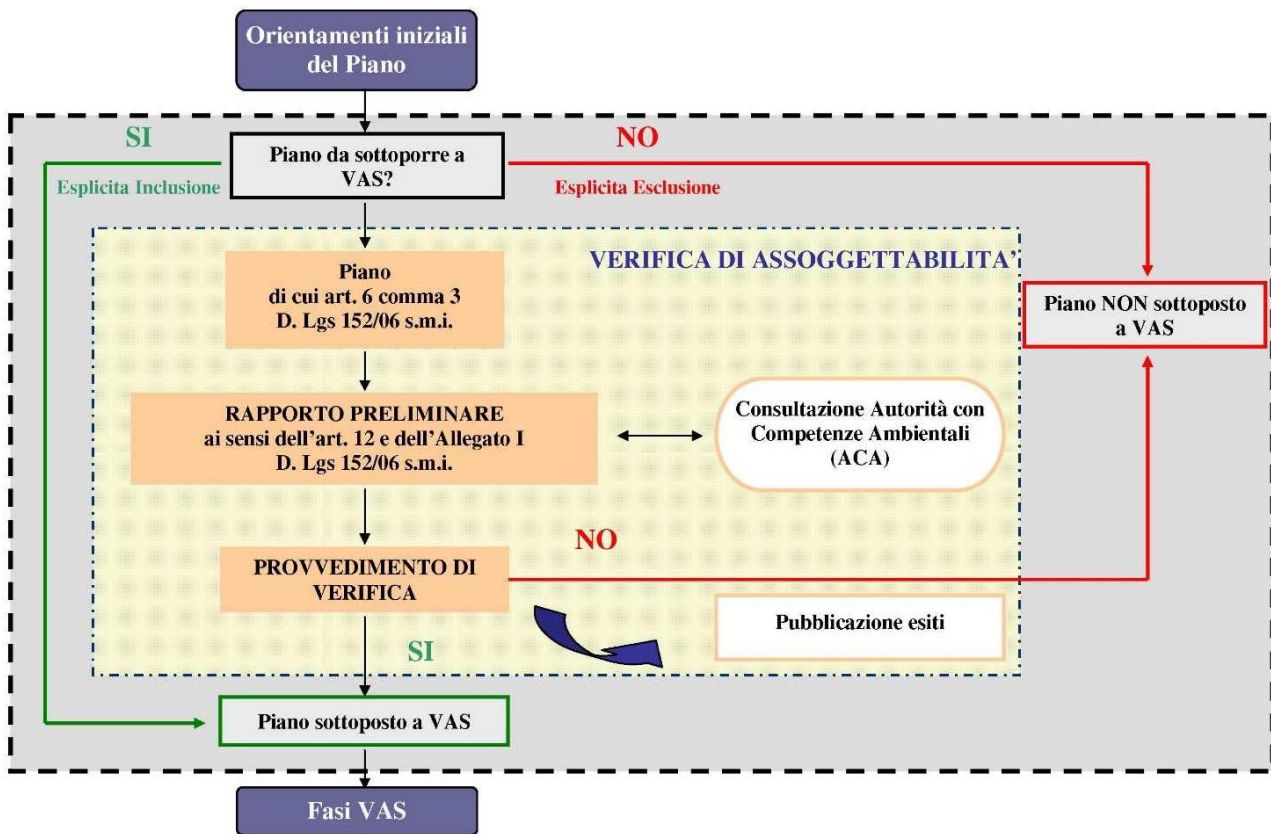 Orientamenti iniziali
del Piano
SI
NO
Piano da sottoporre a
VAS?
Esplicita Inclusione
Esplicita Esclusione
VERIFICA DI ASSOGGETTABILITA'
Piano
di cui art. 6 comma 3
D. Lgs 152/06 s.m.i.
Piano NON sottoposto
a VAS
RAPPORTO PRELIMINARE
ai sensi dell'art. 12 e dell'Allegato I
D. Lgs 152/06 s.m.i.
Consultazione Autorità con
Competenze Ambientali
(ACA)
NO
PROVVEDIMENTO DI
VERIFICA
Pubblicazione esiti
SI
Piano sottoposto a VAS
Fasi VAS